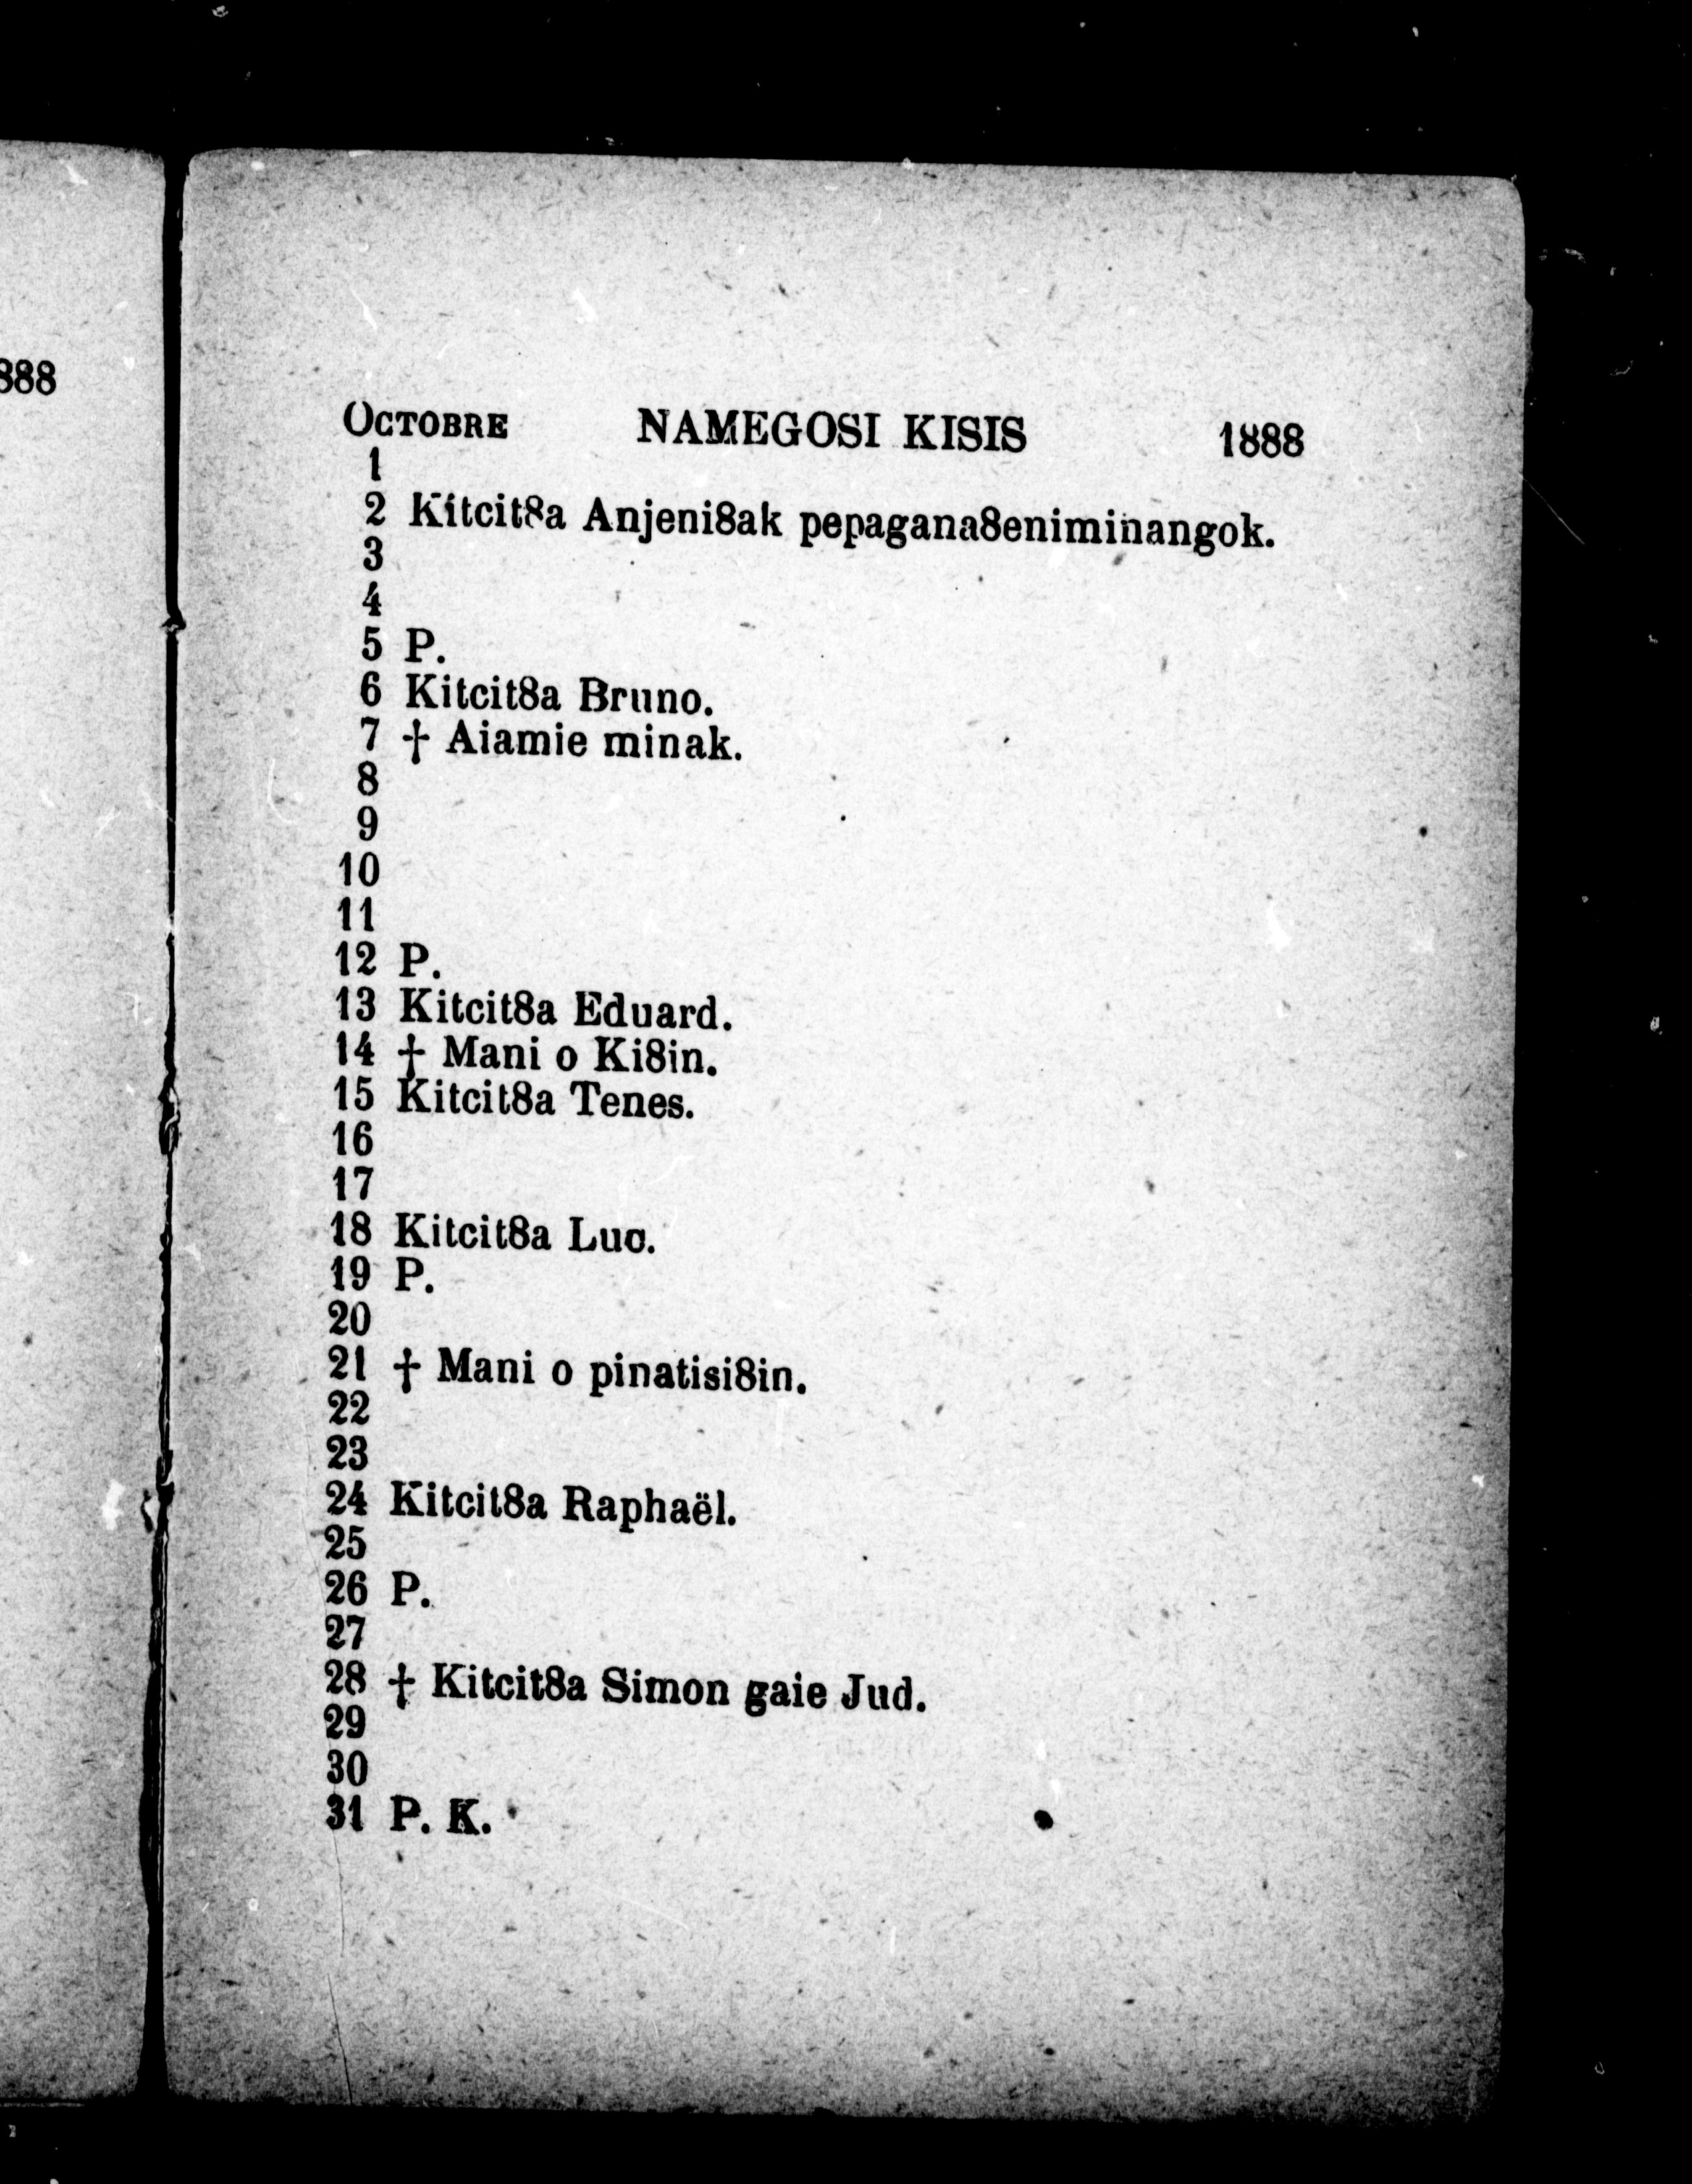 888
OCTOBRE NAMEGOSI KISIS 1888
1
2 Kitcit8a Anjeni8ak pepagana8eniminangok.
3
4
5 P.
6 Kitcit8a Bruno.
7 † Aiamie minak.
8
9
10
11
12 P.
13 Kitcit8a Eduard.
14 † Mani o Ki8in.
15 Kitcit8a Tenes.
16
17
18 Kitcit8a Luc.
19 P.
20
21 † Mani o pinatisi8in.
22
23
24 Kitcit8a Raphaël.
25
26 P.
27
28 † Kitcit8a Simon gaie Jud.
29
30
31 P. K.